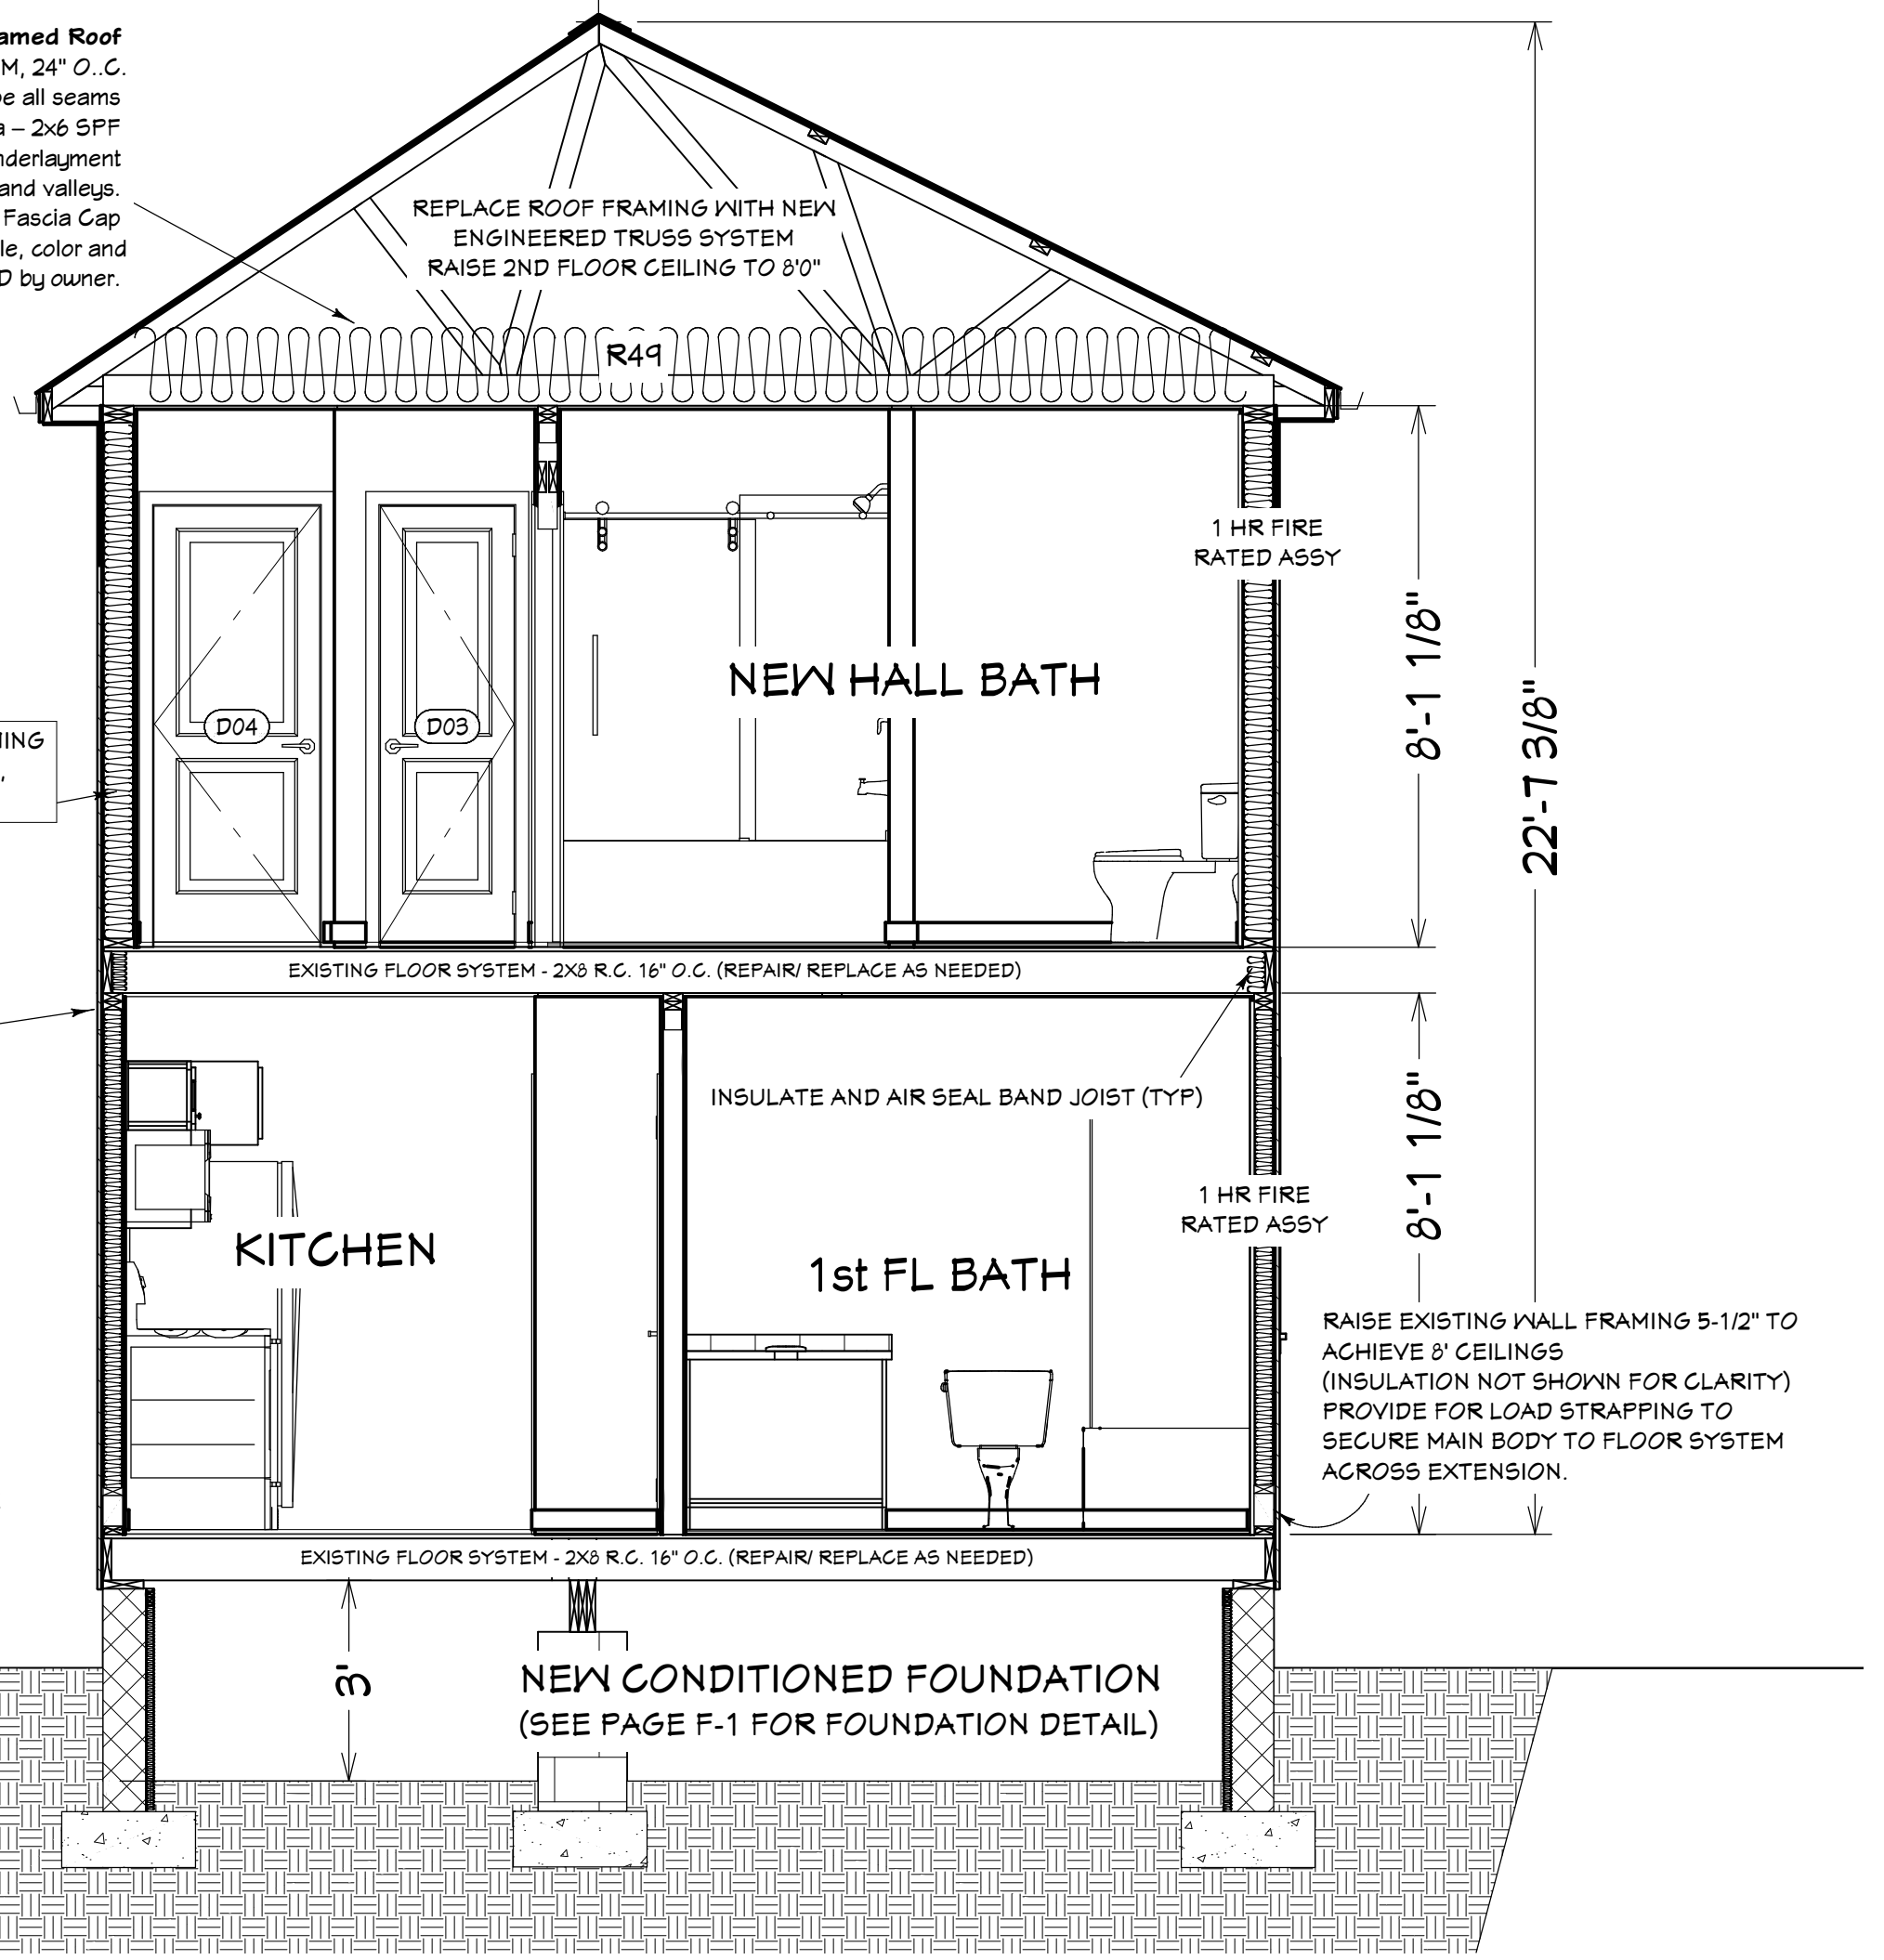 amed Roof
M, 24" O..C.
be all seams
a – 2x6 SPF
nderlayment
and valleys.
Fascia Cap
le, color and
D by owner.
REPLACE ROOF FRAMING WITH NEW
ENGINEERED TRUSS SYSTEM
RAISE 2ND FLOOR CEILING TO 8'0"
R49
1 HR FIRE
RATED ASSY
8'-1 1/8"
22'-7 3/8"
NEW HALL BATH
D04
D03
NING
EXISTING FLOOR SYSTEM - 2X8 R.C. 16" O.C. (REPAIR/ REPLACE AS NEEDED)
INSULATE AND AIR SEAL BAND JOIST (TYP)
8'-1 1/8"
1 HR FIRE
RATED ASSY
KITCHEN
1st FL BATH
RAISE EXISTING WALL FRAMING 5-1/2" TO
ACHIEVE 8' CEILINGS
(INSULATION NOT SHOWN FOR CLARITY)
PROVIDE FOR LOAD STRAPPING TO
SECURE MAIN BODY TO FLOOR SYSTEM
ACROSS EXTENSION.
EXISTING FLOOR SYSTEM - 2X8 R.C. 16" O.C. (REPAIR/ REPLACE AS NEEDED)
3'
NEW CONDITIONED FOUNDATION
(SEE PAGE F-1 FOR FOUNDATION DETAIL)